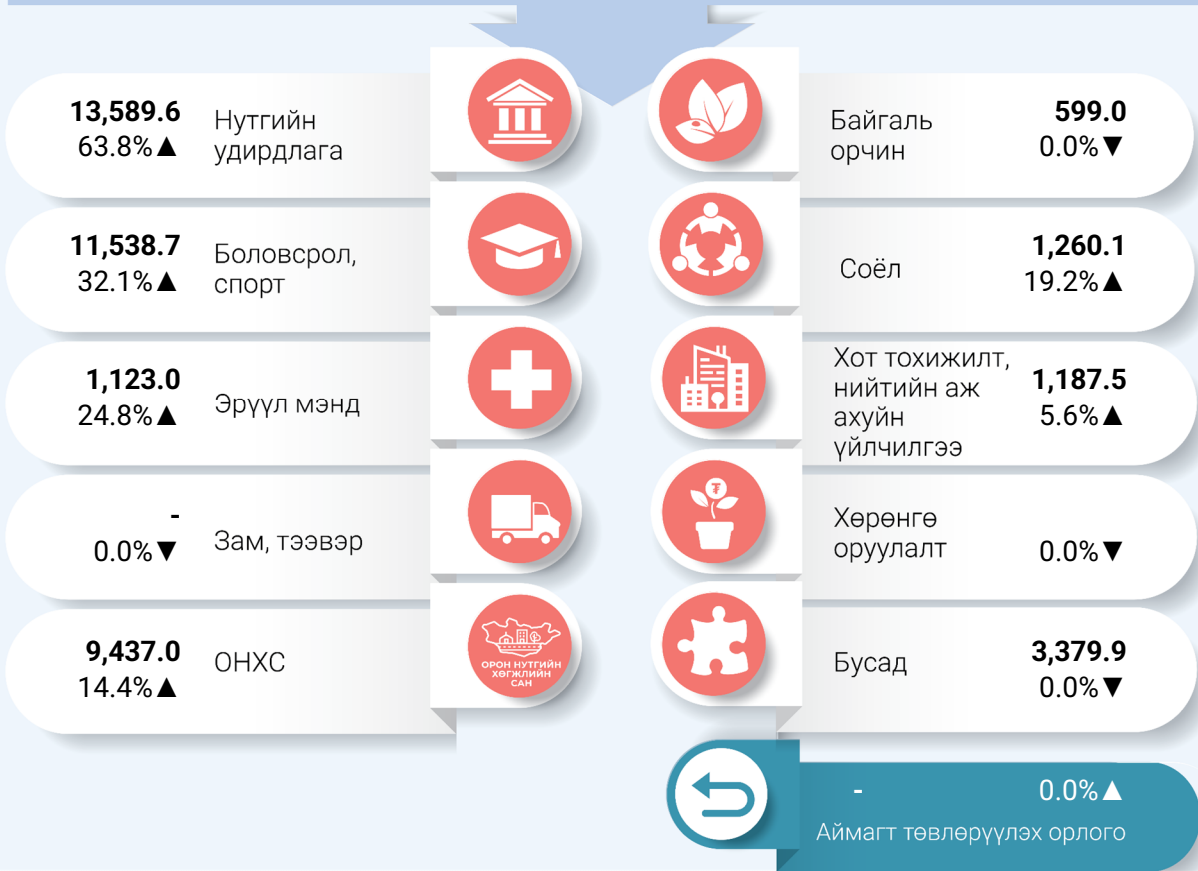 13,589.6
63.8%▲
Нутгийн
удирдлага
11,538.7
32.1%▲
Боловсрол,
спорт
1,123.0
24.8%▲
Эрүүл мэнд
-
0.0%▼
Зам, тээвэр
9,437.0
14.4%▲
ОНХС
ОРОН НУТГИЙН
ХӨГЖЛИЙН
САН
Байгаль
орчин
599.0
0.0%▼
Соёл
1,260.1
19.2%▲
Хот тохижилт,
нийтийн аж
ахуйн
үйлчилгээ
1,187.5
5.6%▲
₮
Хөрөнгө
оруулалт
0.0%▼
Бусад
3,379.9
0.0%▼
- 0.0%▲
Аймагт төвлөрүүлэх орлого